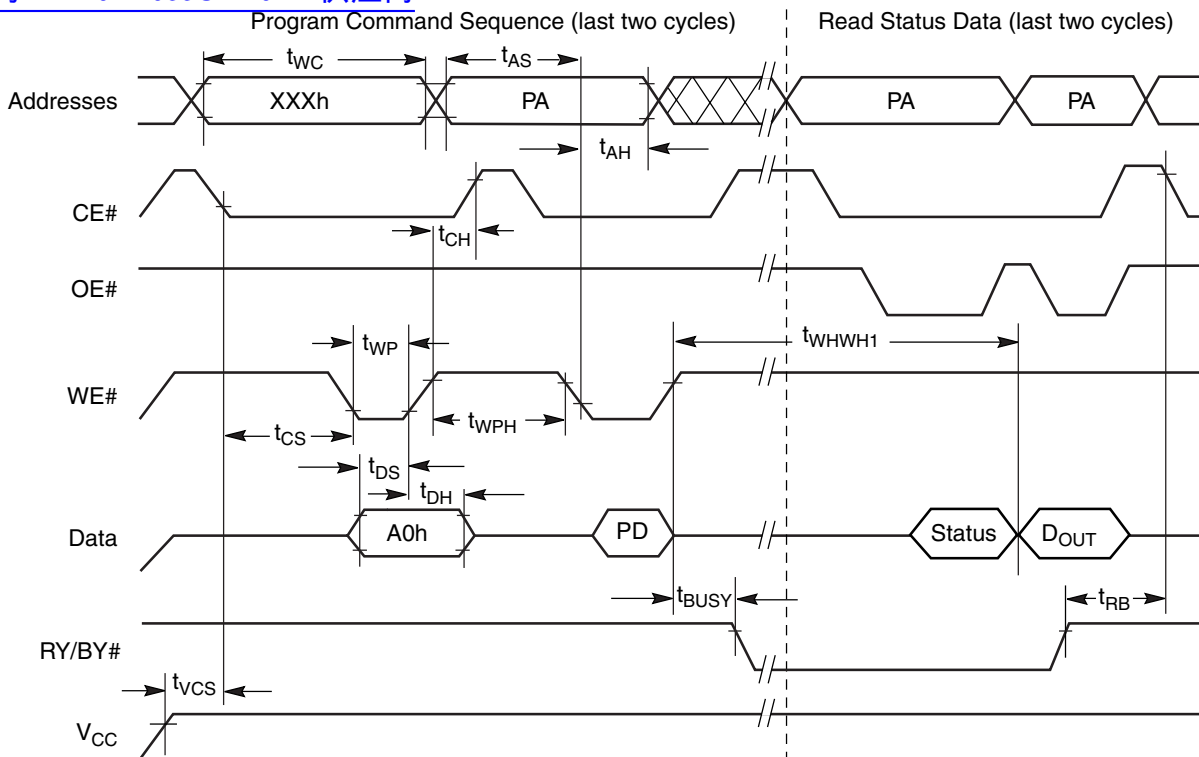 Program Command Sequence (last two cycles)
Read Status Data (last two cycles)
tWC
tAS
Addresses
XXXh
PA
PA
PA
tAH
CE#
tCH
OE#
tWP
tWHWH1
WE#
tCS
tWPH
tDS
tDH
Data
A0h
PD
Status
DOUT
tBUSY
tRB
RY/BY#
tVCS
VCC